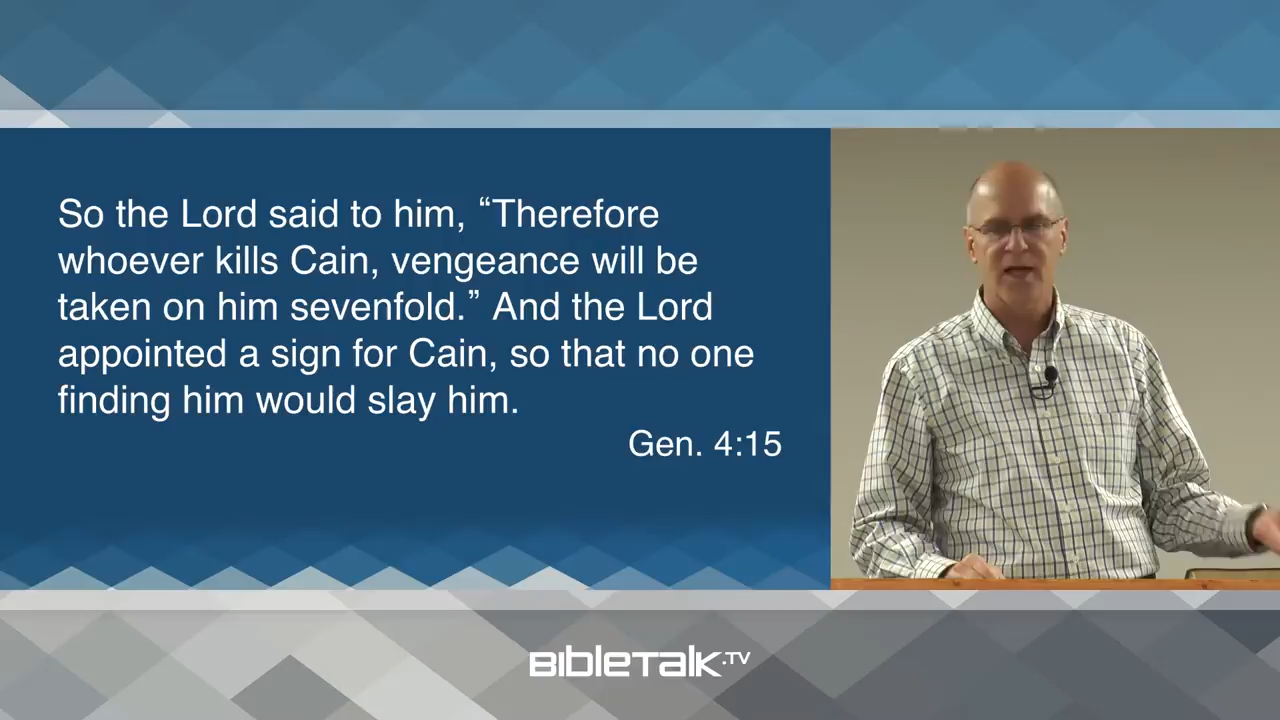 So the Lord said to him, “Therefore
whoever kills Cain, vengeance will be
taken on him sevenfold.” And the Lord
appointed a sign for Cain, so that no one
finding him would slay him.
Gen. 4:15
BIBLETALK.TV